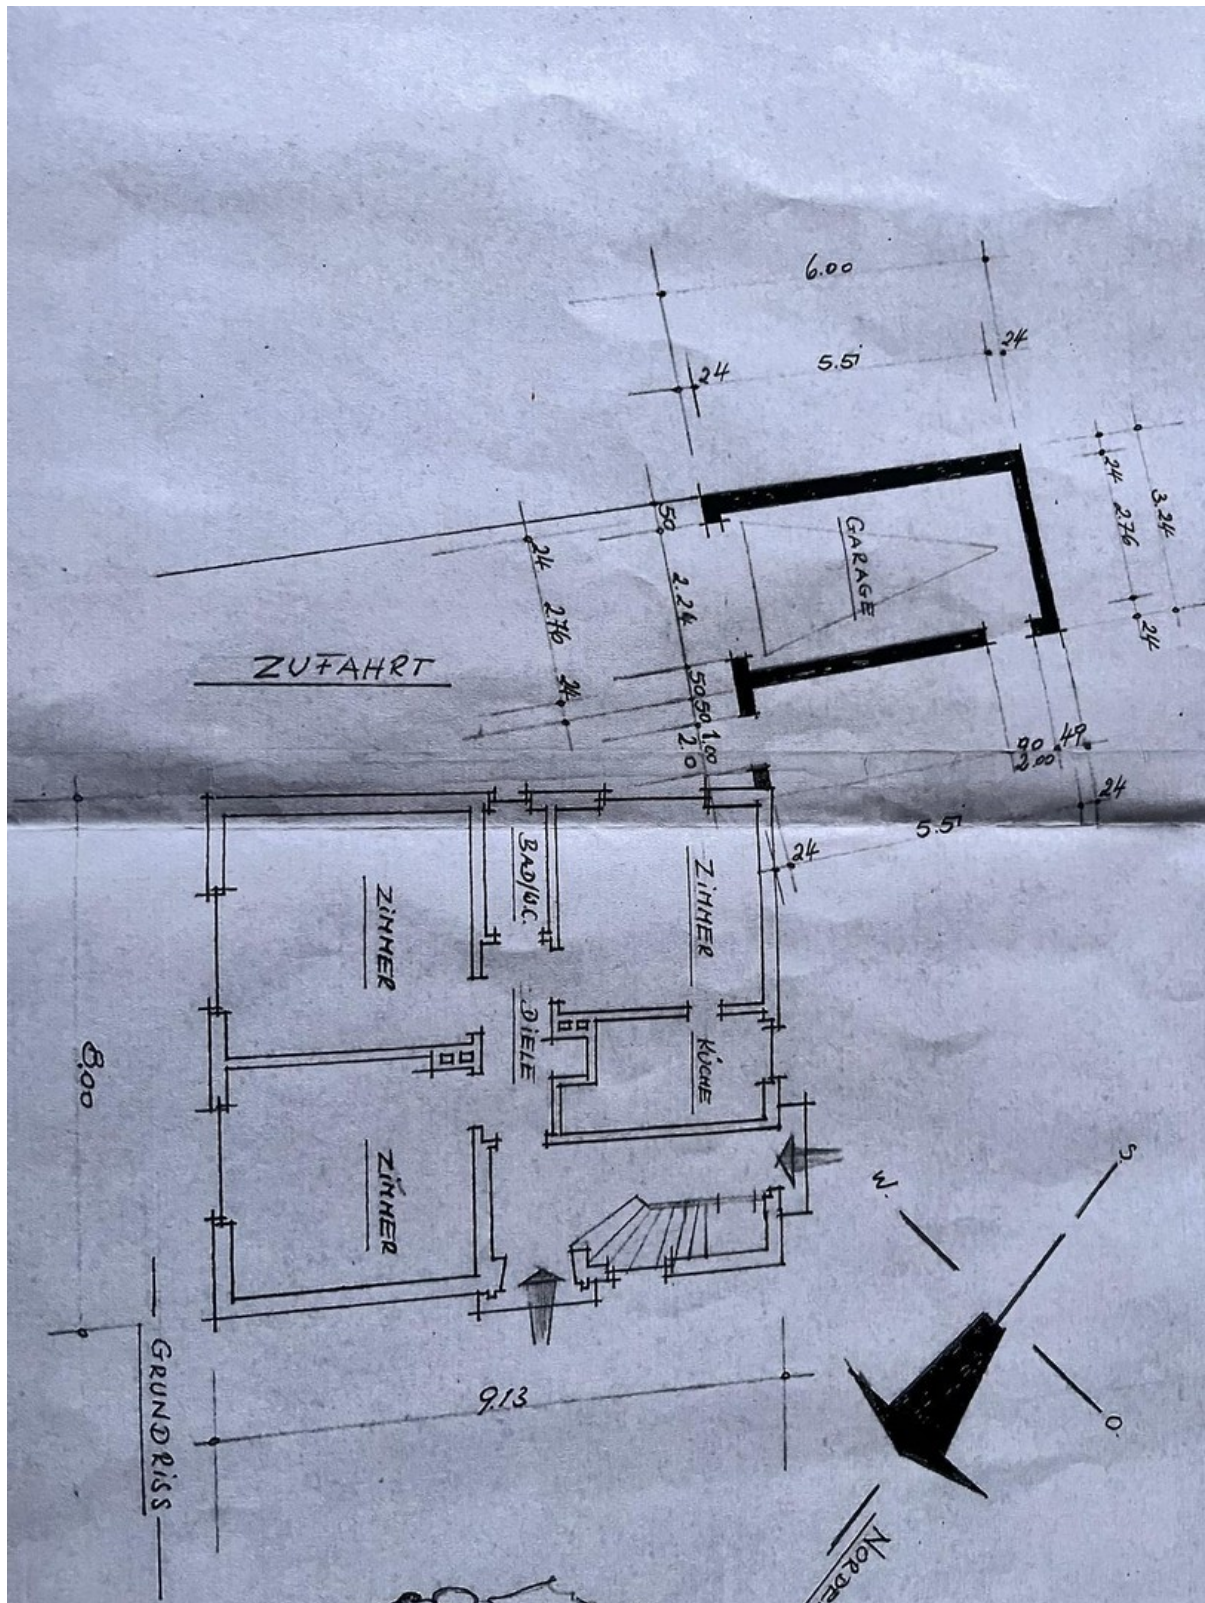 6.00
24
5.51
24
24
2.76
24
3.24
GARAGE
50
2.24
50
50
1.00
2.0
24
2.76
24
ZUFAHRT
90
2.00
49
24
5.51
24
ZIMMER
BAD/W.C.
ZIMMER
DIELE
KÜCHE
ZIMMER
8.00
9.13
GRUNDRISS
S.
W.
O.
NORDE